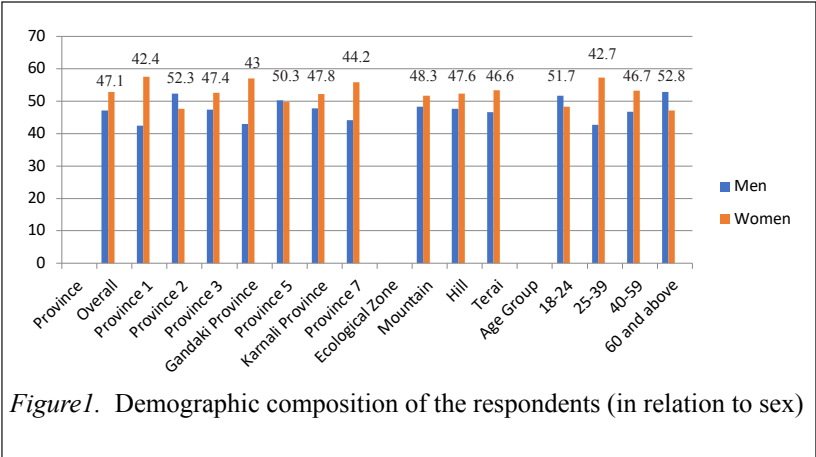 70
60
50
40
30
20
10
0
42.4 43 44.2 42.7
47.1 52.3 47.4 50.3 47.8 48.3 47.6 46.6 51.7 46.7 52.8
Men
Women
Province
Overall
Province 1
Province 2
Province 3
Gandaki Province
Province 5
Karnali Province
Province 7
Ecological Zone
Mountain
Hill
Terai
Age Group
18-24
25-39
40-59
60 and above
Figure1. Demographic composition of the respondents (in relation to sex)